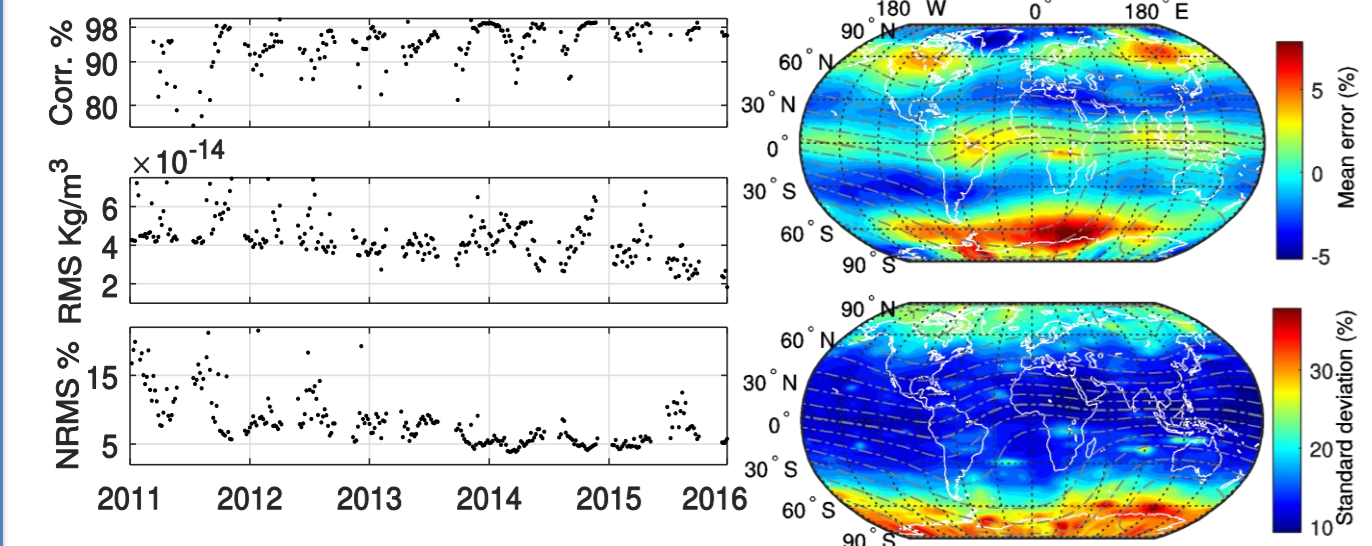 Corr. %
98
90
80
×10-14
RMS Kg/m3
6
4
2
NRMS %
15
5
2011 2012 2013 2014 2015 2016
180 ° W 0° 180° E
90° N
60° N
30° N
0°
30° S
60° S
90° S
5
0
-5
Mean error (%)
90° N
60° N
30° N
0°
30° S
60° S
90° S
30
20
10
Standard deviation (%)